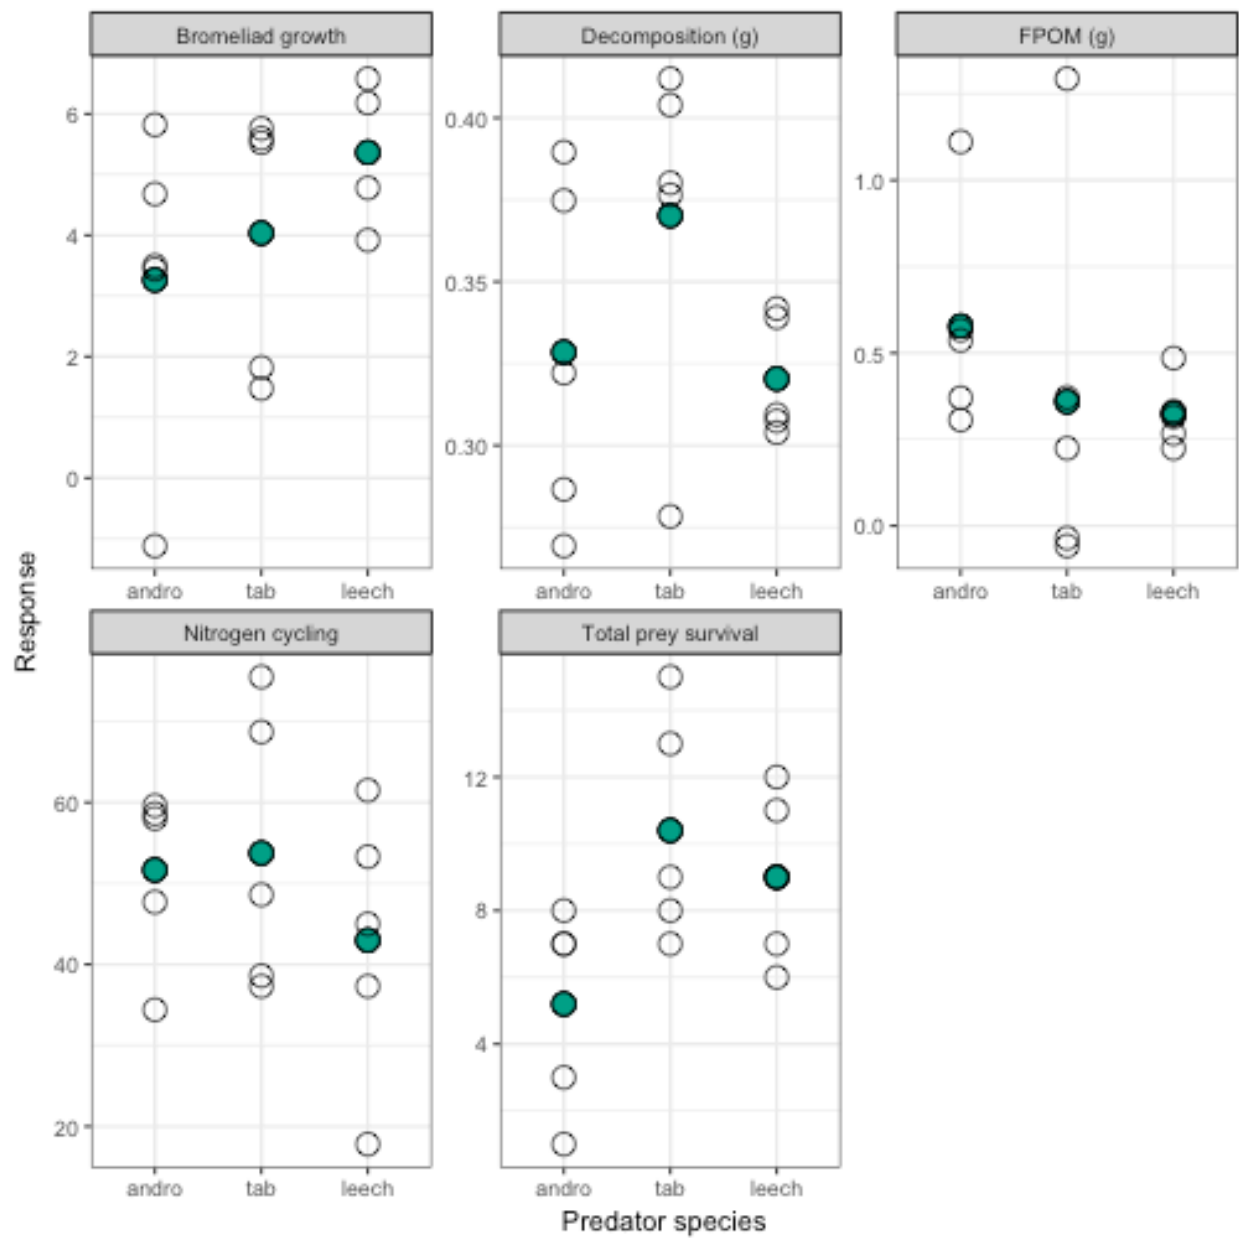 Bromeliad growth
Decomposition (g)
FPOM (g)
6
4
2
0
0.40
0.35
0.30
1.0
0.5
0.0
andro tab leech
andro tab leech
andro tab leech
Response
Nitrogen cycling
Total prey survival
60
40
20
12
8
4
andro tab leech
andro tab leech
Predator species